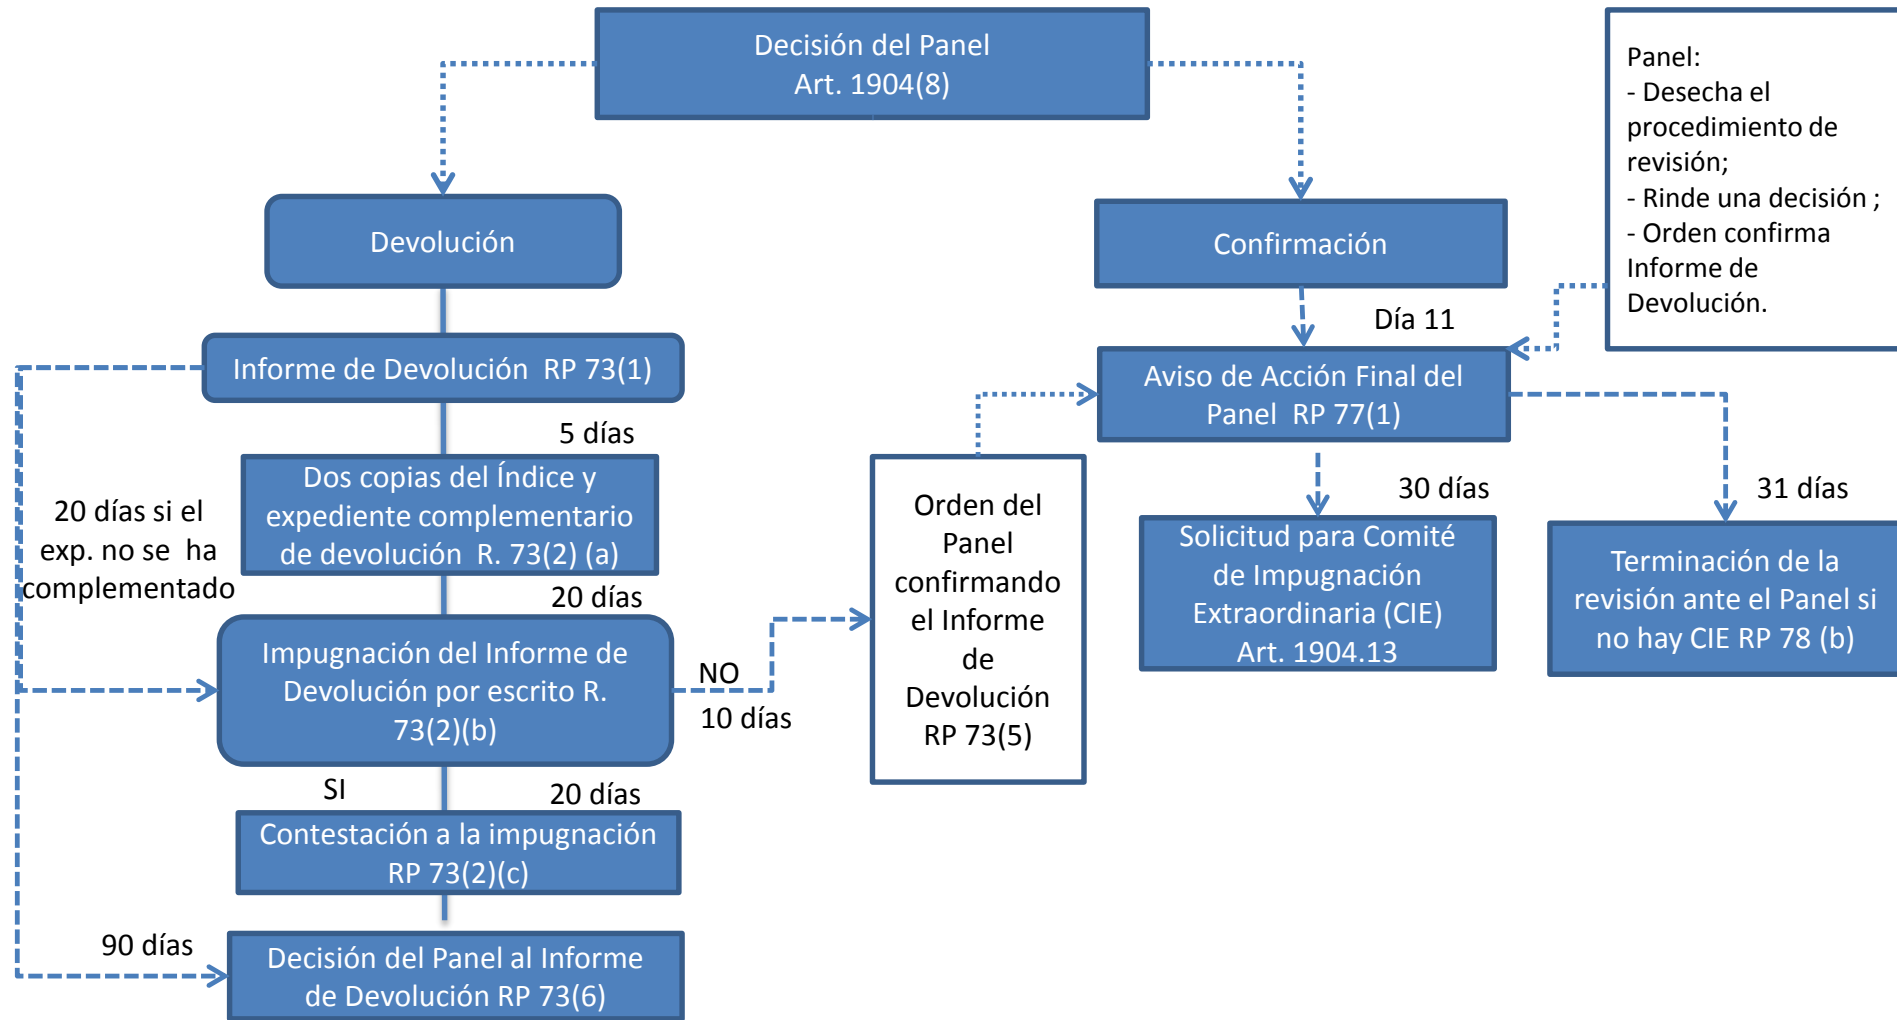 Decisión del Panel
Art. 1904(8)
Panel:
- Desecha el
procedimiento de
revisión;
- Rinde una decisión ;
- Orden confirma
Informe de
Devolución.
Devolución
Confirmación
Día 11
Informe de Devolución  RP 73(1)
Aviso de Acción Final del
Panel  RP 77(1)
5 días
Dos copias del Índice y
expediente complementario
de devolución  R. 73(2) (a)
20 días si el
exp. no se  ha
complementado
20 días
Orden del
Panel
confirmando
el Informe
de
Devolución
RP 73(5)
30 días
31 días
Solicitud para Comité
de Impugnación
Extraordinaria (CIE)
Art. 1904.13
Terminación de la
revisión ante el Panel si
no hay CIE RP 78 (b)
Impugnación del Informe de
Devolución por escrito R.
73(2)(b)
NO
10 días
SI
20 días
Contestación a la impugnación
RP 73(2)(c)
90 días
Decisión del Panel al Informe
de Devolución RP 73(6)